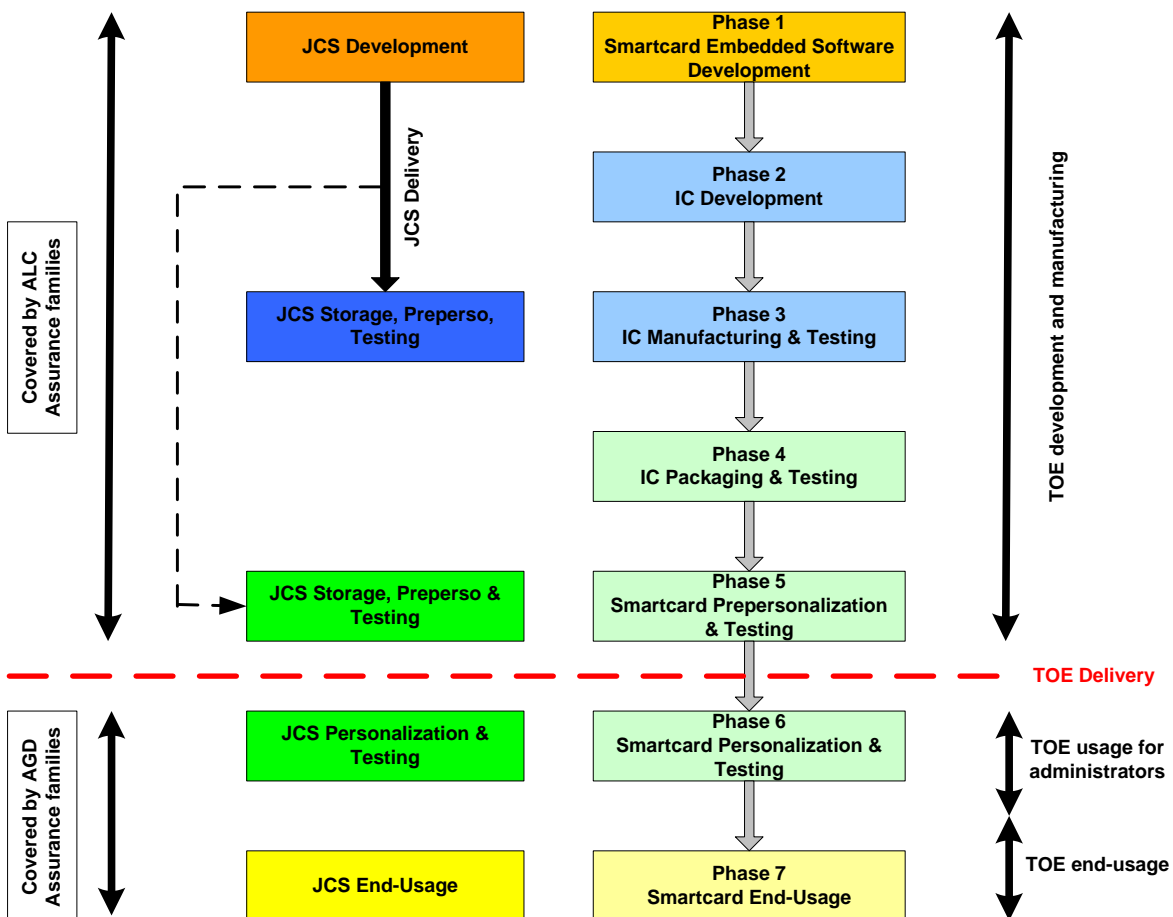 JCS Development
Phase 1
Smartcard Embedded Software
Development
JCS Delivery
Phase 2
IC Development
Covered by ALC
Assurance families
TOE development and manufacturing
JCS Storage, Preperso,
Testing
Phase 3
IC Manufacturing & Testing
Phase 4
IC Packaging & Testing
JCS Storage, Preperso &
Testing
Phase 5
Smartcard Prepersonalization
& Testing
TOE Delivery
Covered by AGD
Assurance families
JCS Personalization &
Testing
Phase 6
Smartcard Personalization &
Testing
TOE usage for
administrators
JCS End-Usage
Phase 7
Smartcard End-Usage
TOE end-usage